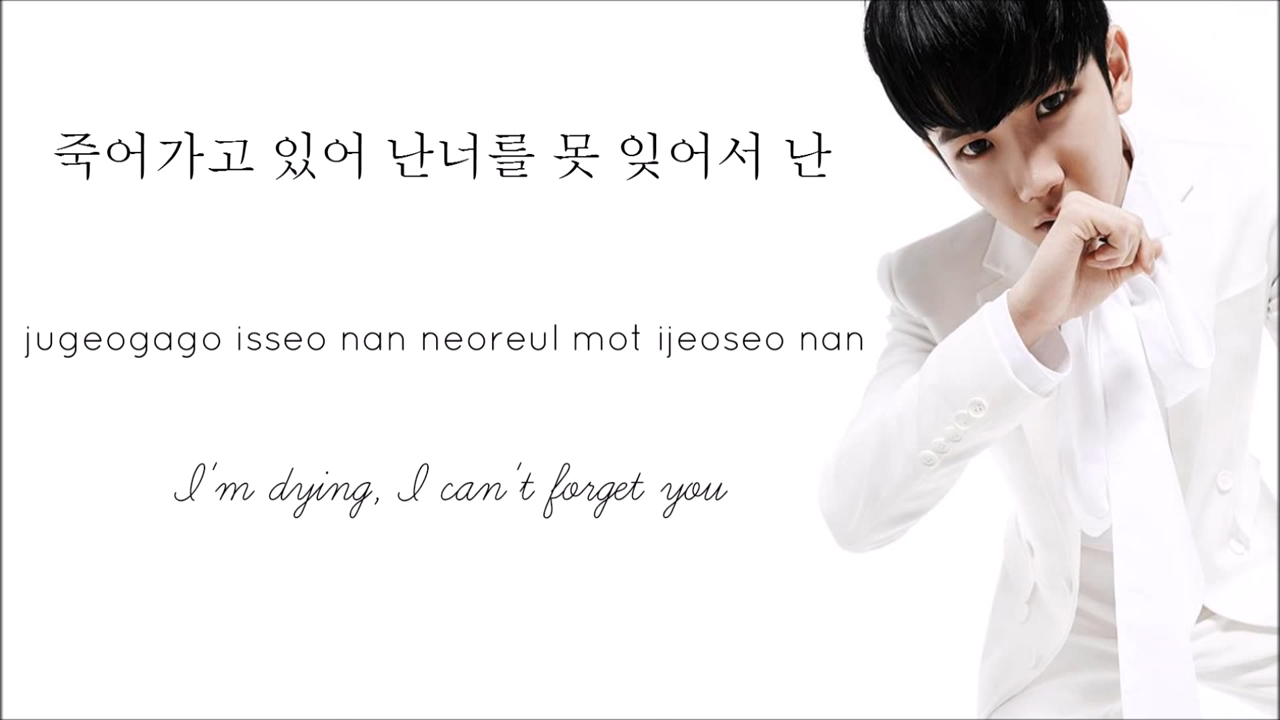 죽어가고 있어 난너를 못 잊어서 난
jugeogago isseo nan neoreul mot ijeoseo nan
I'm dying, I can't forget you